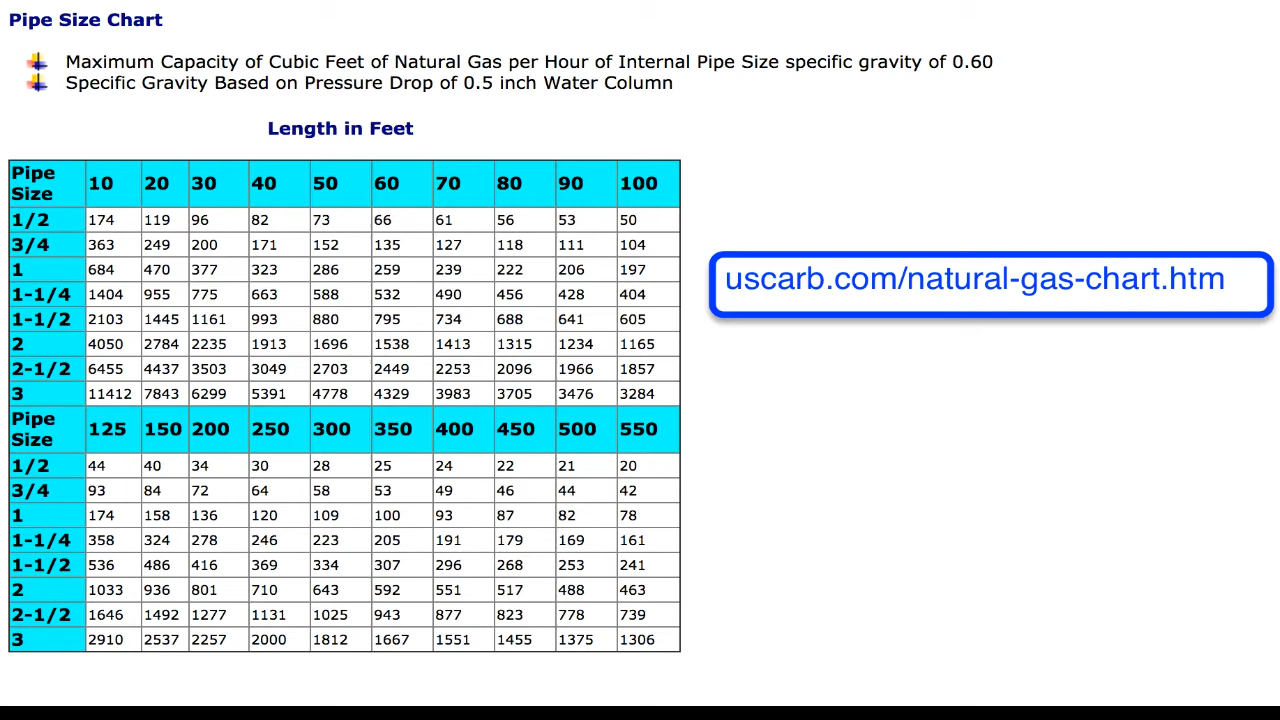 Pipe Size Chart
Maximum Capacity of Cubic Feet of Natural Gas per Hour of Internal Pipe Size specific gravity of 0.60
Specific Gravity Based on Pressure Drop of 0.5 inch Water Column
Length in Feet
Pipe Size 10 20 30 40 50 60 70 80 90 100
1/2 174 119 96 82 73 66 61 56 53 50
3/4 363 249 200 171 152 135 127 118 111 104
1 684 470 377 323 286 259 239 222 206 197
1-1/4 1404 955 775 663 588 532 490 456 428 404
1-1/2 2103 1445 1161 993 880 795 734 688 641 605
2 4050 2784 2235 1913 1696 1538 1413 1315 1234 1165
2-1/2 6455 4437 3503 3049 2703 2449 2253 2096 1966 1857
3 11412 7843 6299 5391 4778 4329 3983 3705 3476 3284
Pipe Size 125 150 200 250 300 350 400 450 500 550
1/2 44 40 34 30 28 25 24 22 21 20
3/4 93 84 72 64 58 53 49 46 44 42
1 174 158 136 120 109 100 93 87 82 78
1-1/4 358 324 278 246 223 205 191 179 169 161
1-1/2 536 486 416 369 334 307 296 268 253 241
2 1033 936 801 710 643 592 551 517 488 463
2-1/2 1646 1492 1277 1131 1025 943 877 823 778 739
3 2910 2537 2257 2000 1812 1667 1551 1455 1375 1306
uscarb.com/natural-gas-chart.htm